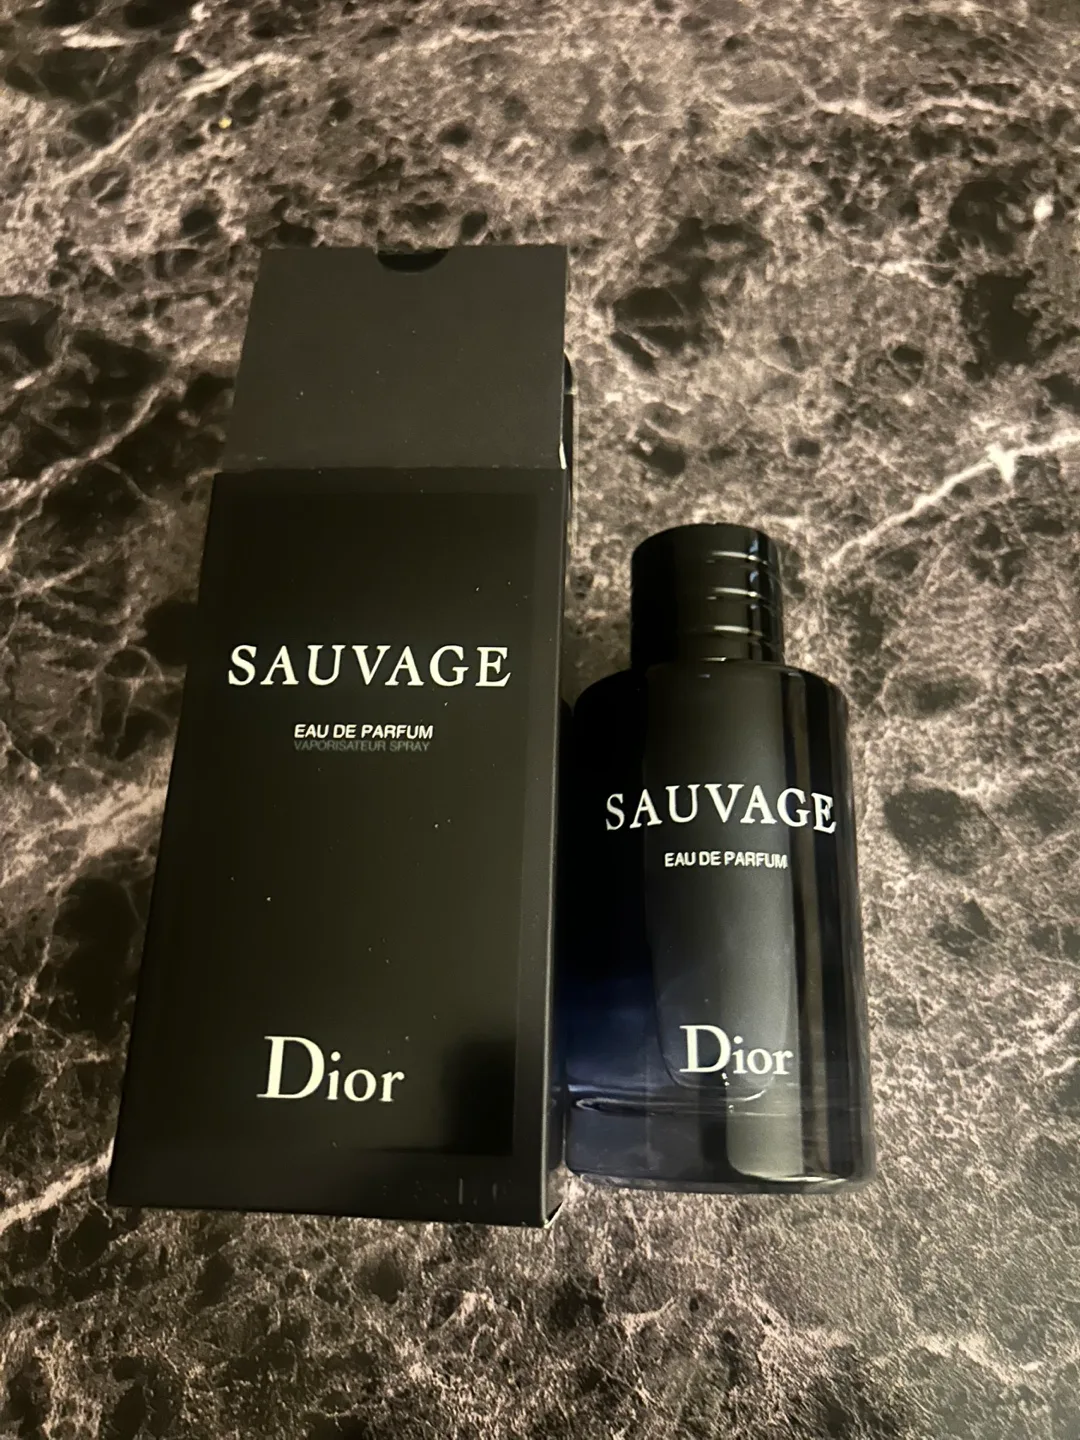 SAUVAGE
EAU DE PARFUM
VAPORISATEUR SPRAY
Dior
SAUVAGE
EAU DE PARFUM
Dior